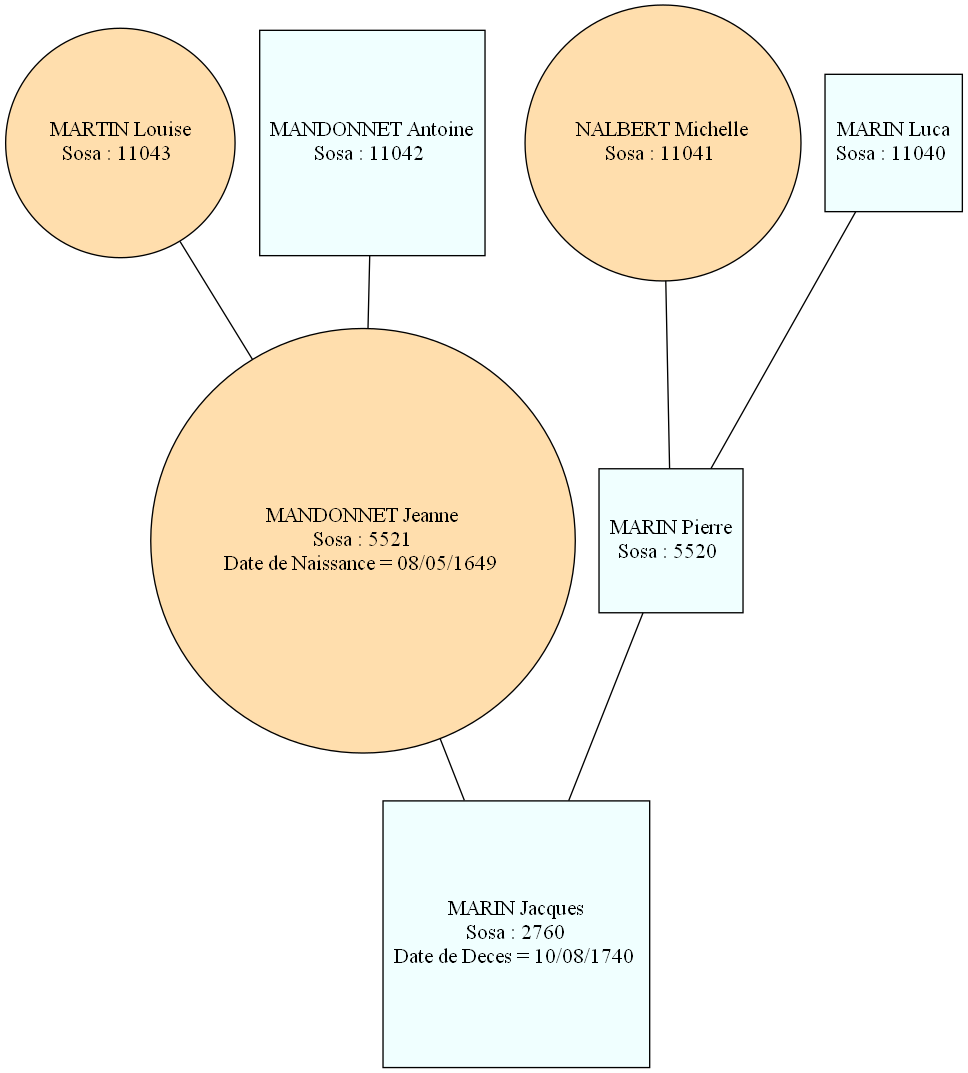 MARTIN Louise
Sosa : 11043
MANDONNET Antoine
Sosa : 11042
NALBERT Michelle
Sosa : 11041
MARIN Luca
Sosa : 11040
MANDONNET Jeanne
Sosa : 5521
Date de Naissance = 08/05/1649
MARIN Pierre
Sosa : 5520
MARIN Jacques
Sosa : 2760
Date de Deces = 10/08/1740